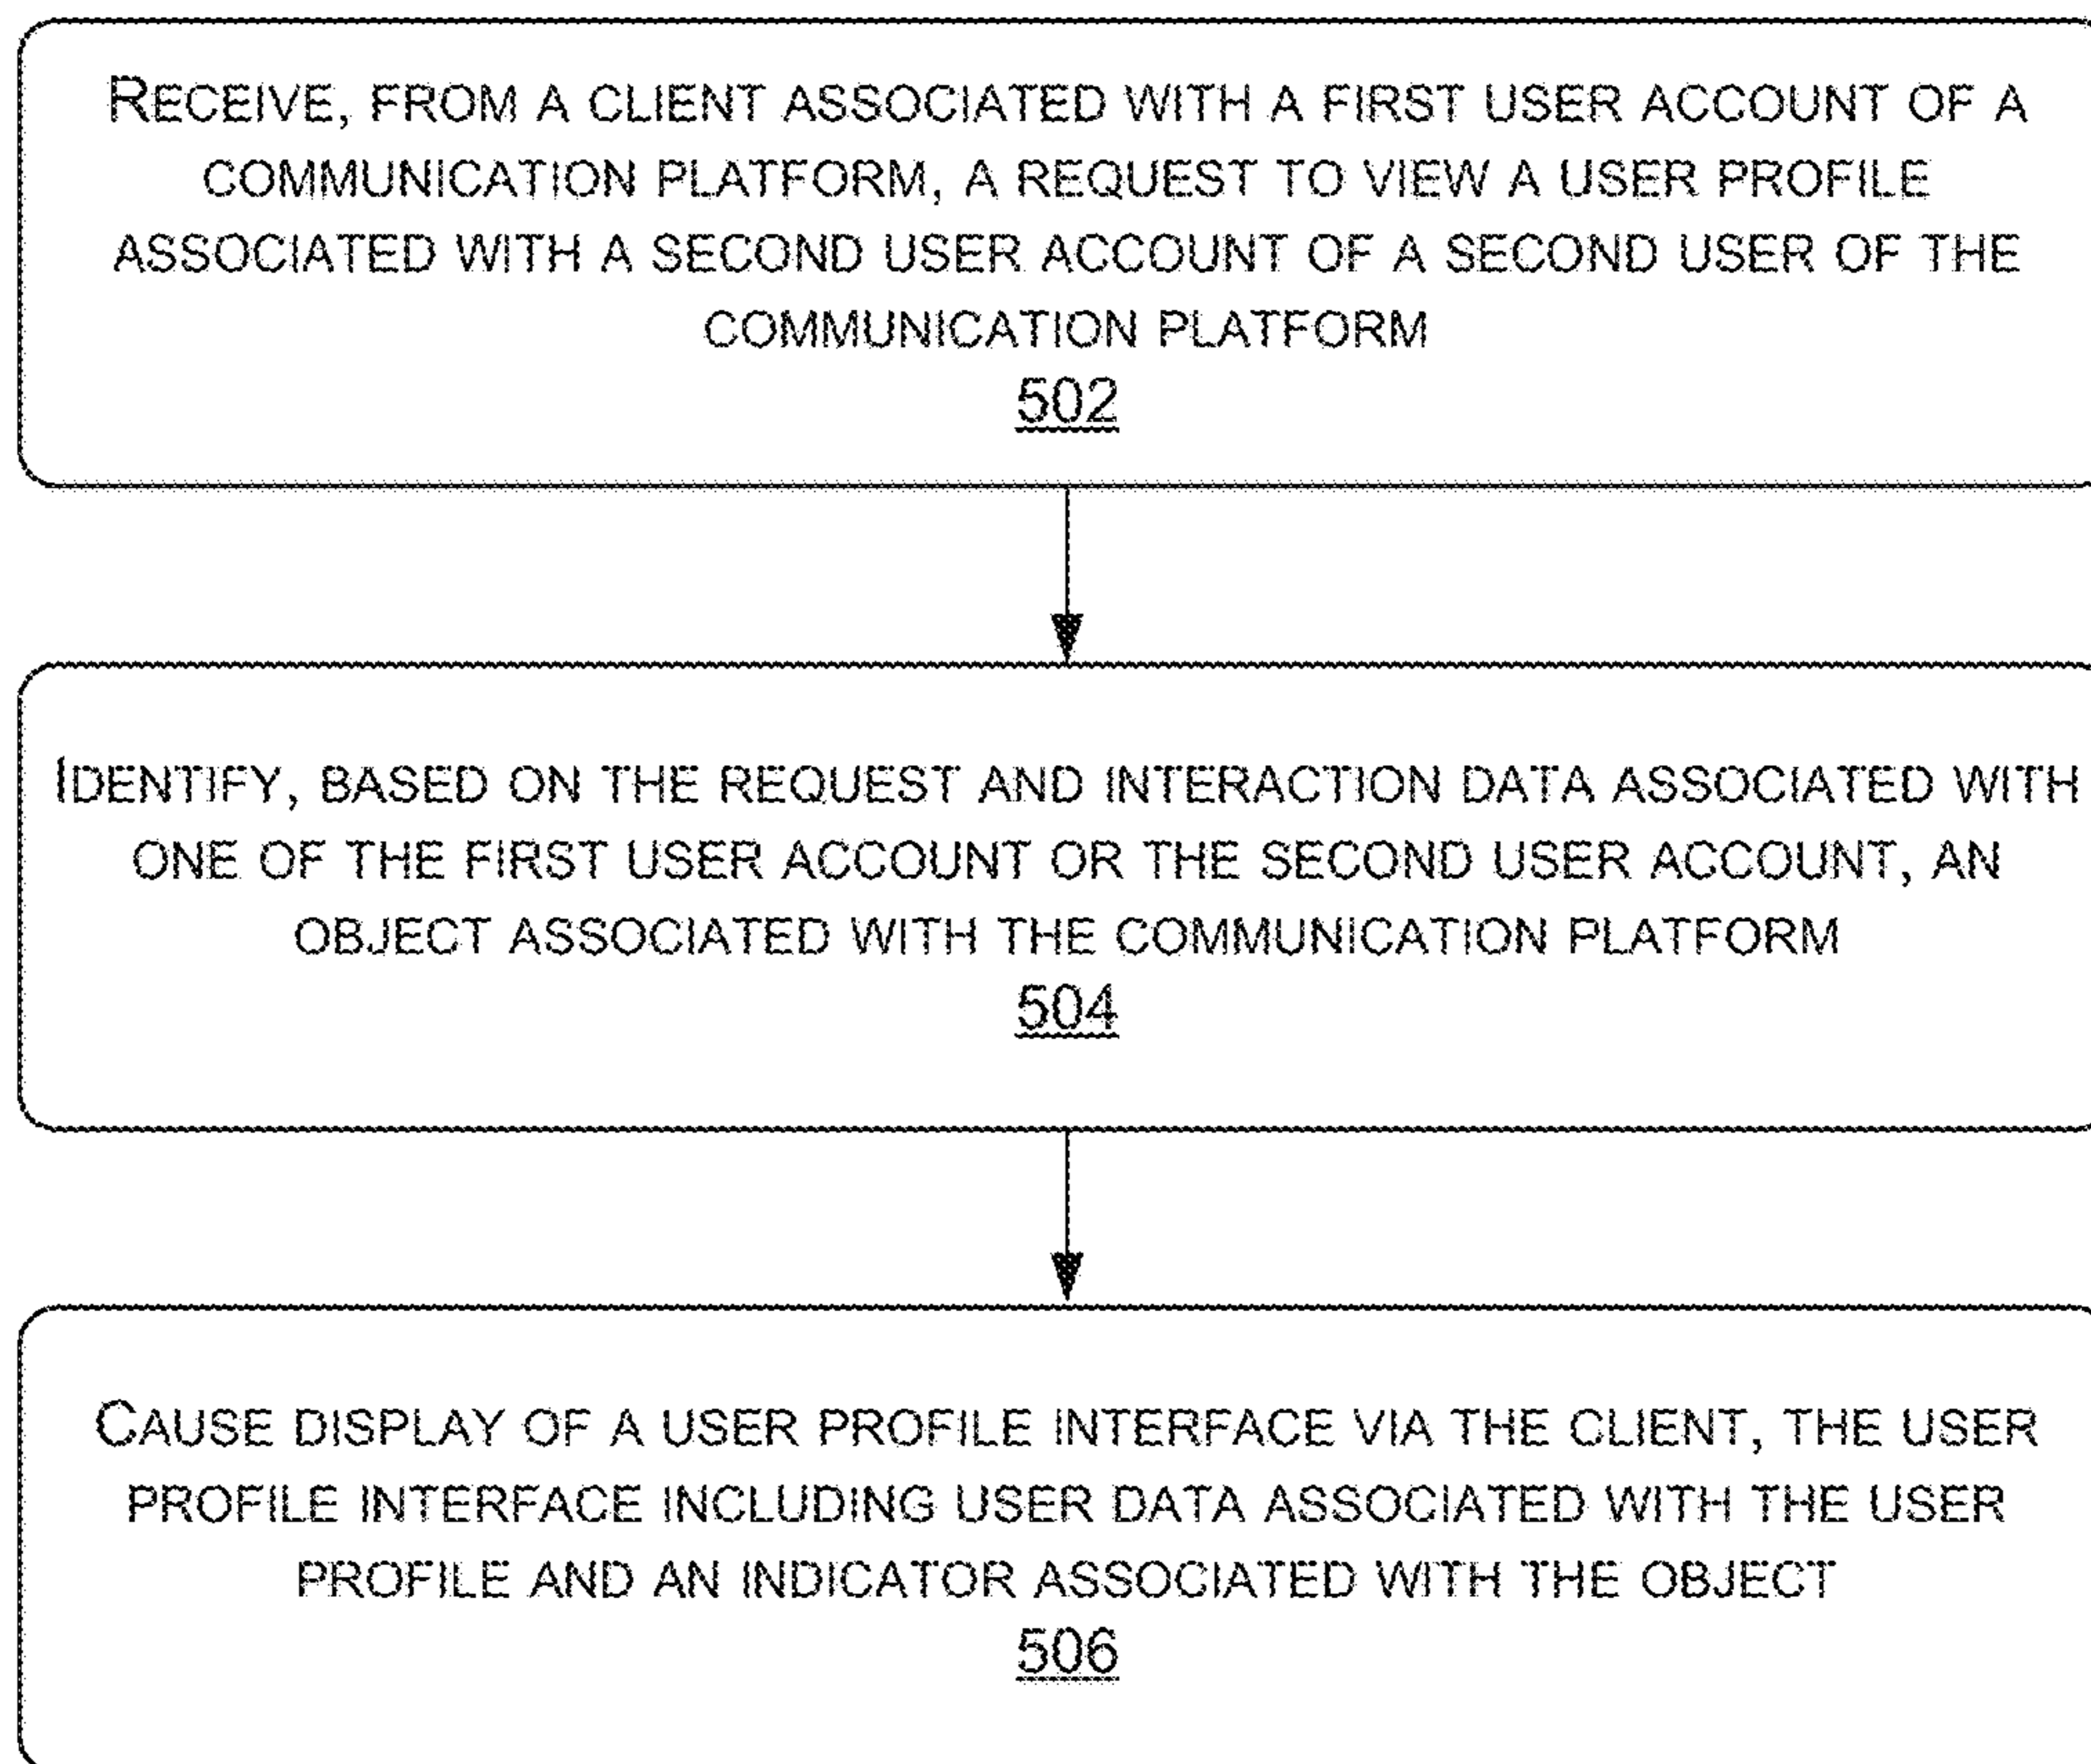 RECEIVE, FROM A CLIENT ASSOCIATED WITH A FIRST USER ACCOUNT OF A
COMMUNICATION PLATFORM, A REQUEST TO VIEW A USER PROFILE
ASSOCIATED WITH A SECOND USER ACCOUNT OF A SECOND USER OF THE
COMMUNICATION PLATFORM
502
IDENTIFY, BASED ON THE REQUEST AND INTERACTION DATA ASSOCIATED WITH
ONE OF THE FIRST USER ACCOUNT OR THE SECOND USER ACCOUNT, AN
OBJECT ASSOCIATED WITH THE COMMUNICATION PLATFORM
504
CAUSE DISPLAY OF A USER PROFILE INTERFACE VIA THE CLIENT, THE USER
PROFILE INTERFACE INCLUDING USER DATA ASSOCIATED WITH THE USER
PROFILE AND AN INDICATOR ASSOCIATED WITH THE OBJECT
506